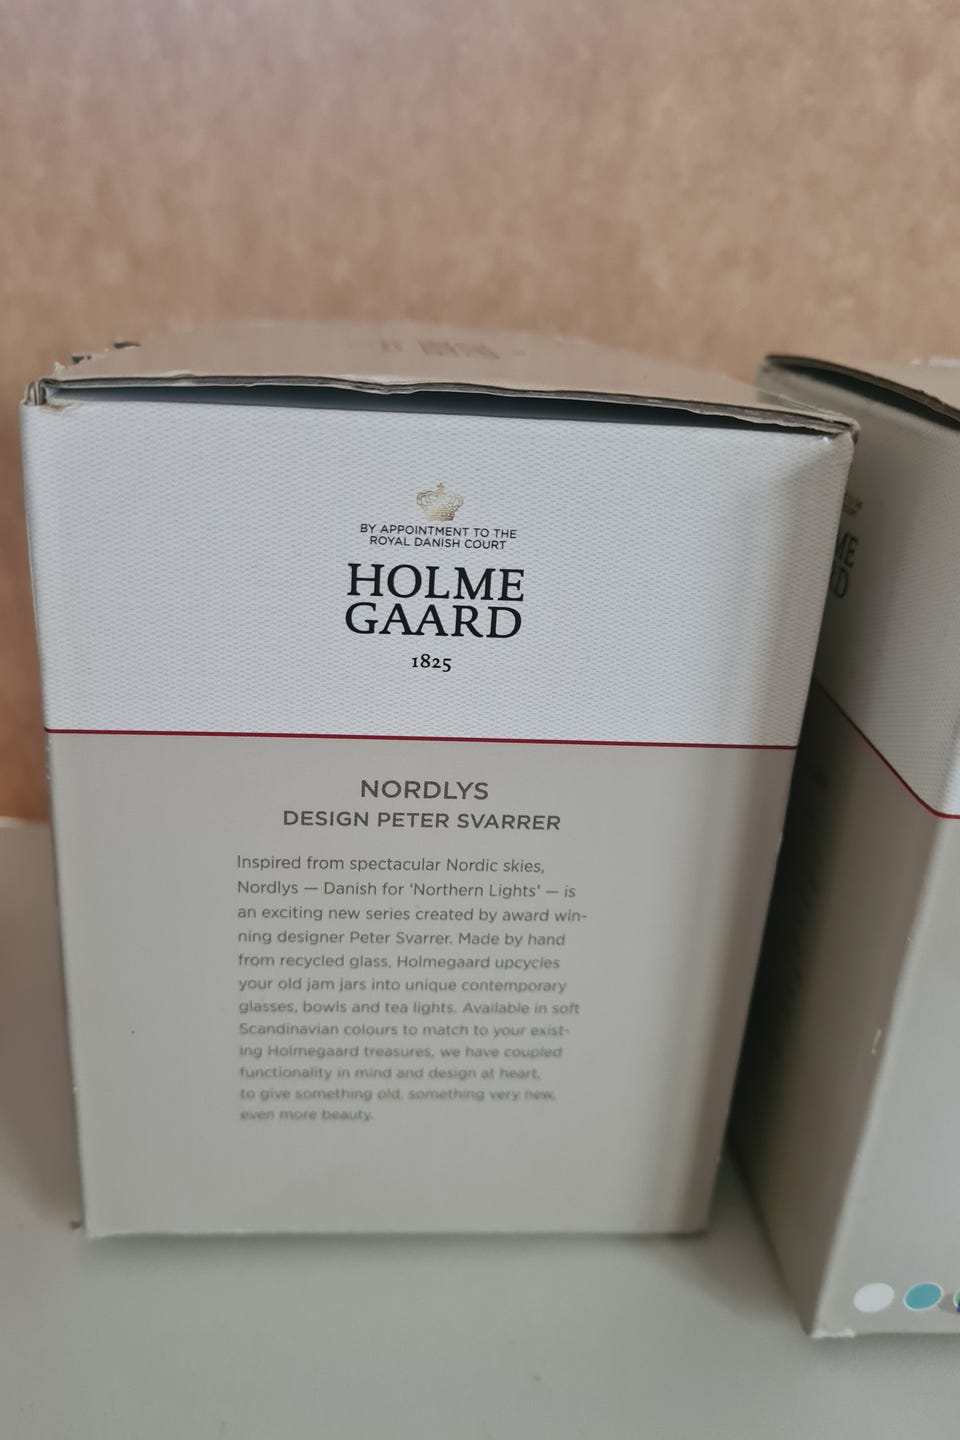 BY APPOINTMENT TO THE
ROYAL DANISH COURT
HOLME
GAARD
1825
NORDLYS
DESIGN PETER SVARRER
Inspired from spectacular Nordic skies,
Nordlys — Danish for ‘Northern Lights’ — is
an exciting new series created by award win-
ning designer Peter Svarrer. Made by hand
from recycled glass, Holmegaard upcycles
your old jam jars into unique contemporary
glasses, bowls and tea lights. Available in soft
Scandinavian colours to match to your exist-
ing Holmegaard treasures, we have coupled
functionality in mind and design at heart,
to give something old, something very new,
even more beauty.
ME
D